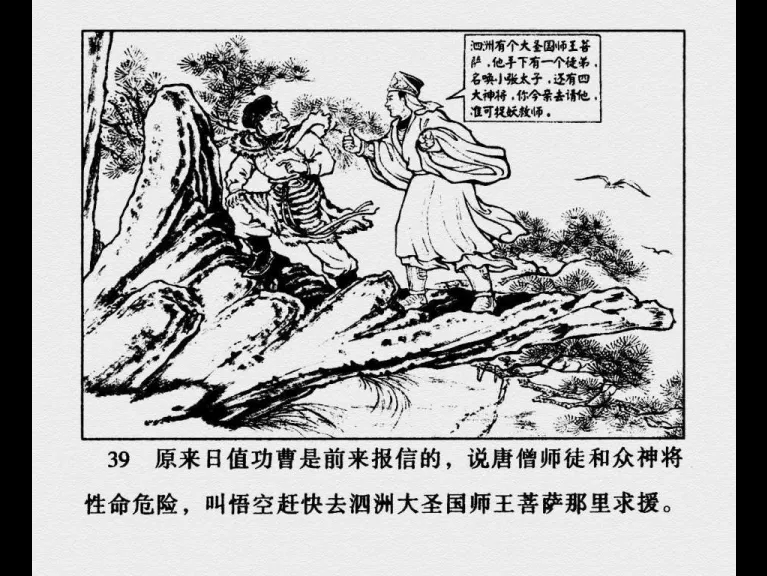 泗洲有个大圣国师王菩
萨，他手下有一个徒弟，
名唤小张太子，还有四
大神将，你今亲去请他，
准可捉妖救师。
39 原来日值功曹是前来报信的，说唐僧师徒和众神将
性命危险，叫悟空赶快去泗洲大圣国师王菩萨那里求援。